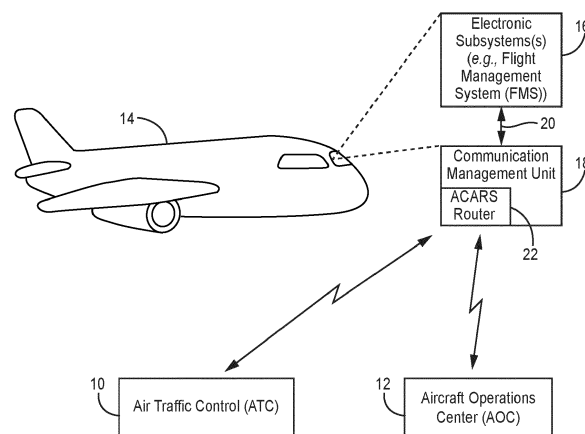 Electronic
Subsystems(s)
(e.g., Flight
Management
System (FMS))
16
14
20
Communication
Management Unit
18
ACARS
Router
22
10
Air Traffic Control (ATC)
12
Aircraft Operations
Center (AOC)